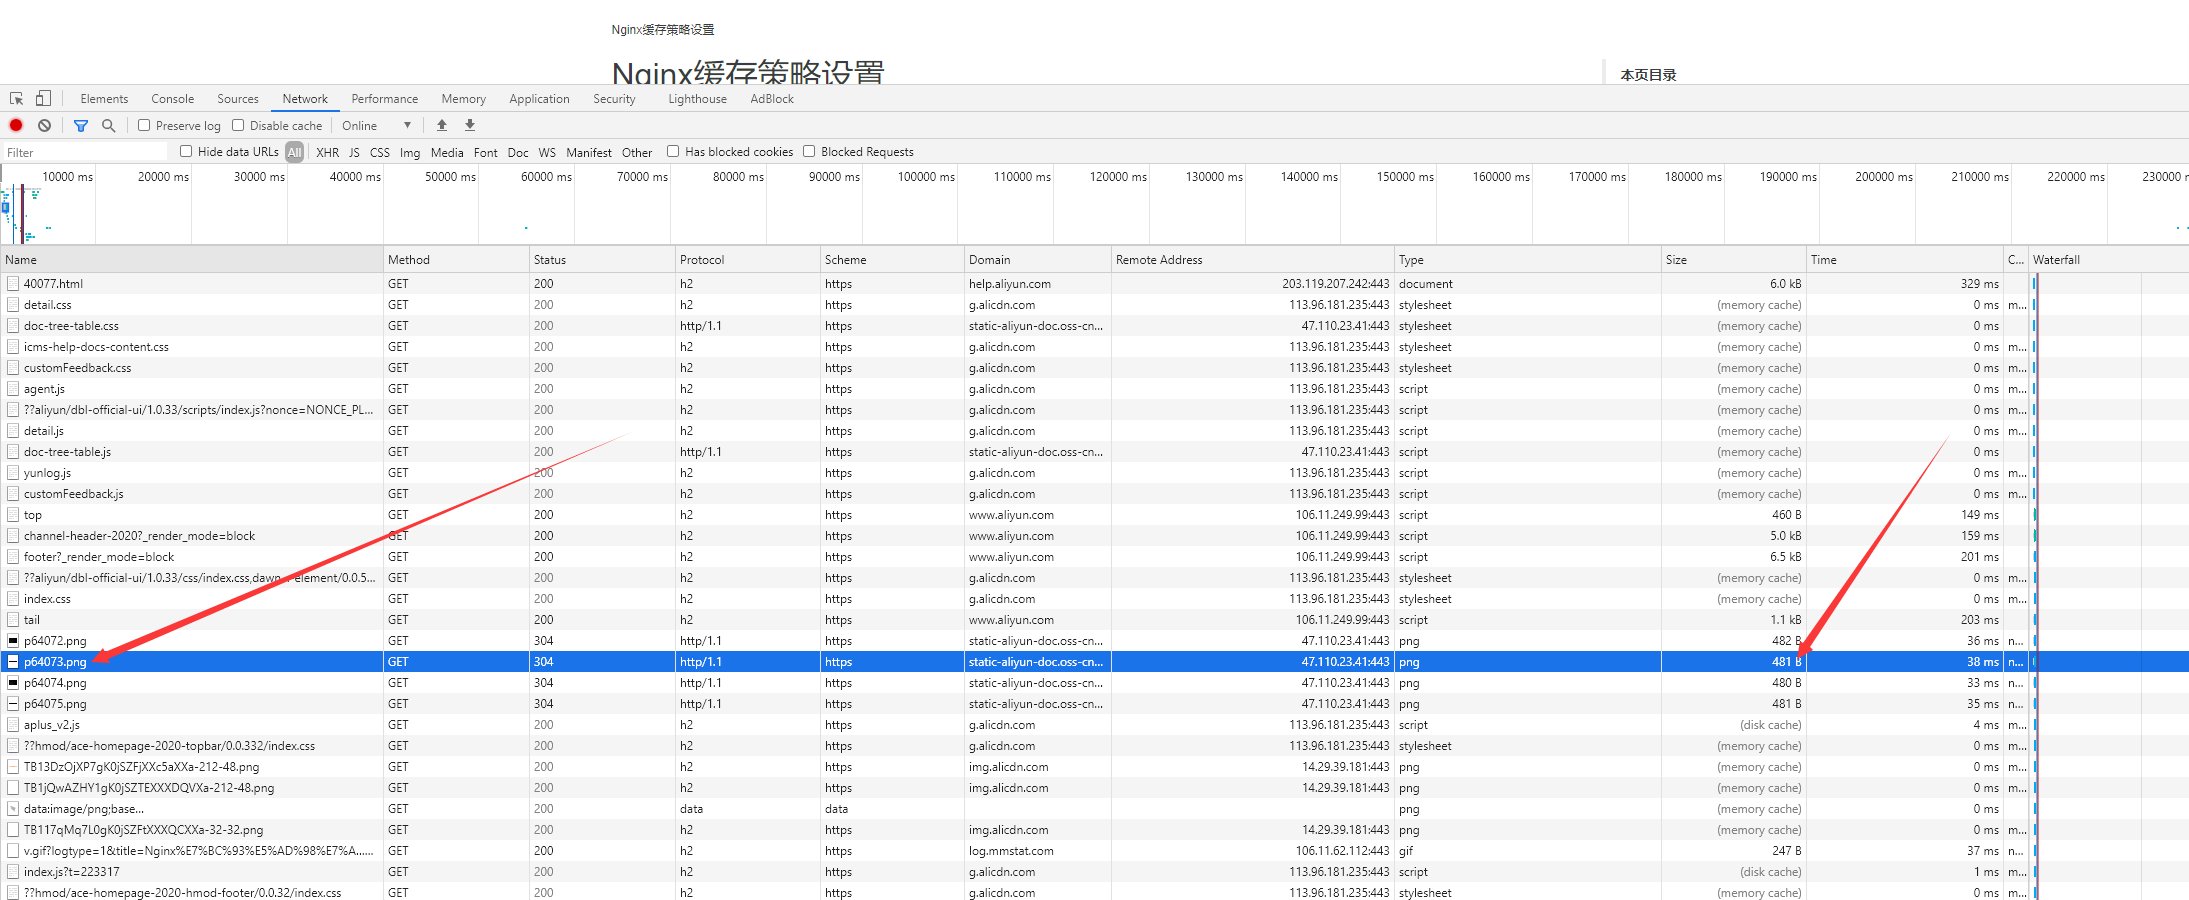 Nginx缓存策略设置
Nginx缓存策略设置
本页目录
Elements Console Sources Network Performance Memory Application Security Lighthouse AdBlock
Preserve log Disable cache Online
Filter Hide data URLs All XHR JS CSS Img Media Font Doc WS Manifest Other Has blocked cookies Blocked Requests
10000 ms 20000 ms 30000 ms 40000 ms 50000 ms 60000 ms 70000 ms 80000 ms 90000 ms 100000 ms 110000 ms 120000 ms 130000 ms 140000 ms 150000 ms 160000 ms 170000 ms 180000 ms 190000 ms 200000 ms 210000 ms 220000 ms 230000 m
Name Method Status Protocol Scheme Domain Remote Address Type Size Time C... Waterfall
40077.html GET 200 h2 https help.aliyun.com 203.119.207.242:443 document 6.0 kB 329 ms
detail.css GET 200 h2 https g.alicdn.com 113.96.181.235:443 stylesheet (memory cache) 0 ms m...
doc-tree-table.css GET 200 http/1.1 https static-aliyun-doc.oss-cn... 47.110.23.41:443 stylesheet (memory cache) 0 ms
icms-help-docs-content.css GET 200 h2 https g.alicdn.com 113.96.181.235:443 stylesheet (memory cache) 0 ms m...
customFeedback.css GET 200 h2 https g.alicdn.com 113.96.181.235:443 stylesheet (memory cache) 0 ms m...
agent.js GET 200 h2 https g.alicdn.com 113.96.181.235:443 script (memory cache) 0 ms m...
??aliyun/dbl-official-ui/1.0.33/scripts/index.js?nonce=NONCE_PL... GET 200 h2 https g.alicdn.com 113.96.181.235:443 script (memory cache) 0 ms m...
detail.js GET 200 h2 https g.alicdn.com 113.96.181.235:443 script (memory cache) 0 ms m...
doc-tree-table.js GET 200 http/1.1 https static-aliyun-doc.oss-cn... 47.110.23.41:443 script (memory cache) 0 ms
yunlog.js GET 200 h2 https g.alicdn.com 113.96.181.235:443 script (memory cache) 0 ms m...
customFeedback.js GET 200 h2 https g.alicdn.com 113.96.181.235:443 script (memory cache) 0 ms m...
top GET 200 h2 https www.aliyun.com 106.11.249.99:443 script 460 B 149 ms
channel-header-2020?_render_mode=block GET 200 h2 https www.aliyun.com 106.11.249.99:443 script 5.0 kB 159 ms
footer?_render_mode=block GET 200 h2 https www.aliyun.com 106.11.249.99:443 script 6.5 kB 201 ms
??aliyun/dbl-official-ui/1.0.33/css/index.css,dawn element/0.0.5... GET 200 h2 https g.alicdn.com 113.96.181.235:443 stylesheet (memory cache) 0 ms m...
index.css GET 200 h2 https g.alicdn.com 113.96.181.235:443 stylesheet (memory cache) 0 ms m...
tail GET 200 h2 https www.aliyun.com 106.11.249.99:443 script 1.1 kB 203 ms
p64072.png GET 304 http/1.1 https static-aliyun-doc.oss-cn... 47.110.23.41:443 png 482 B 36 ms n...
p64073.png GET 304 http/1.1 https static-aliyun-doc.oss-cn... 47.110.23.41:443 png 481 B 38 ms n...
p64074.png GET 304 http/1.1 https static-aliyun-doc.oss-cn... 47.110.23.41:443 png 480 B 33 ms n...
p64075.png GET 304 http/1.1 https static-aliyun-doc.oss-cn... 47.110.23.41:443 png 481 B 35 ms n...
aplus_v2.js GET 200 h2 https g.alicdn.com 113.96.181.235:443 script (disk cache) 4 ms m...
??hmod/ace-homepage-2020-topbar/0.0.332/index.css GET 200 h2 https g.alicdn.com 113.96.181.235:443 stylesheet (memory cache) 0 ms m...
TB13DzOjXP7gK0jSZFjXXc5aXXa-212-48.png GET 200 h2 https img.alicdn.com 14.29.39.181:443 png (memory cache) 0 ms m...
TB1jQwAZHY1gK0jSZTEXXXDQVXa-212-48.png GET 200 h2 https img.alicdn.com 14.29.39.181:443 png (memory cache) 0 ms m...
data:image/png;base... GET 200 data data png (memory cache) 0 ms
TB117qMq7L0gK0jSZFtXXXQCXXa-32-32.png GET 200 h2 https img.alicdn.com 14.29.39.181:443 png (memory cache) 0 ms m...
v.gif?logtype=1&title=Nginx%E7%BC%93%E5%AD%98%E7%A...... GET 200 h2 https log.mmstat.com 106.11.62.112:443 gif 247 B 37 ms n...
index.js?t=223317 GET 200 h2 https g.alicdn.com 113.96.181.235:443 script (disk cache) 1 ms m...
??hmod/ace-homepage-2020-hmod-footer/0.0.32/index.css GET 200 h2 https g.alicdn.com 113.96.181.235:443 stylesheet (memory cache) 0 ms m...